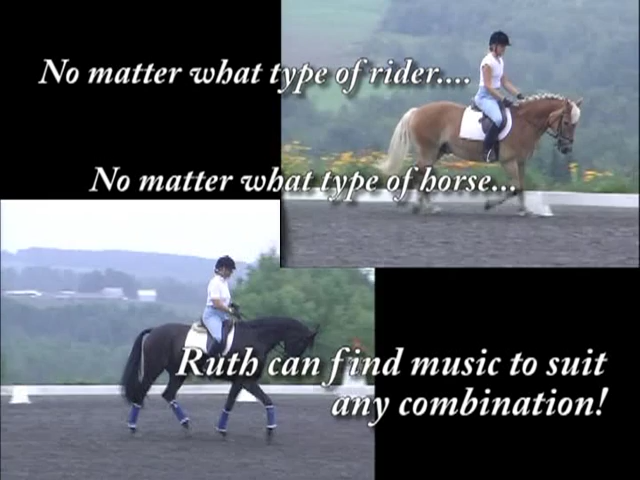 No matter what type of rider....
No matter what type of horse...
Ruth can find music to suit
any combination!